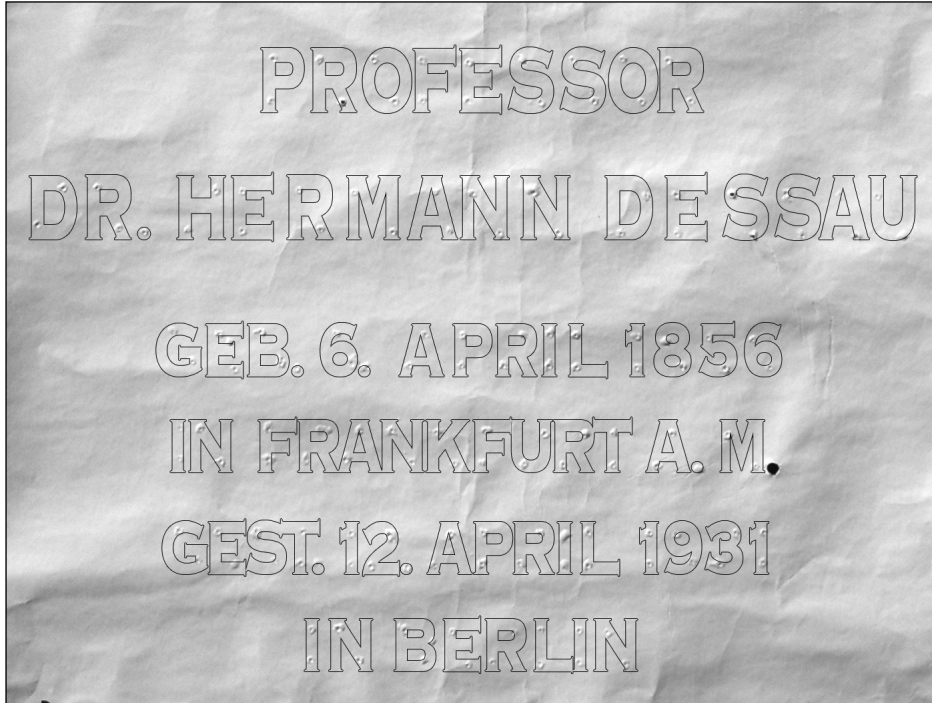 PROFESSOR
DR. HERMANN DESSAU
GEB. 6. APRIL 1856
IN FRANKFURT A. M.
GEST. 12. APRIL 1931
IN BERLIN